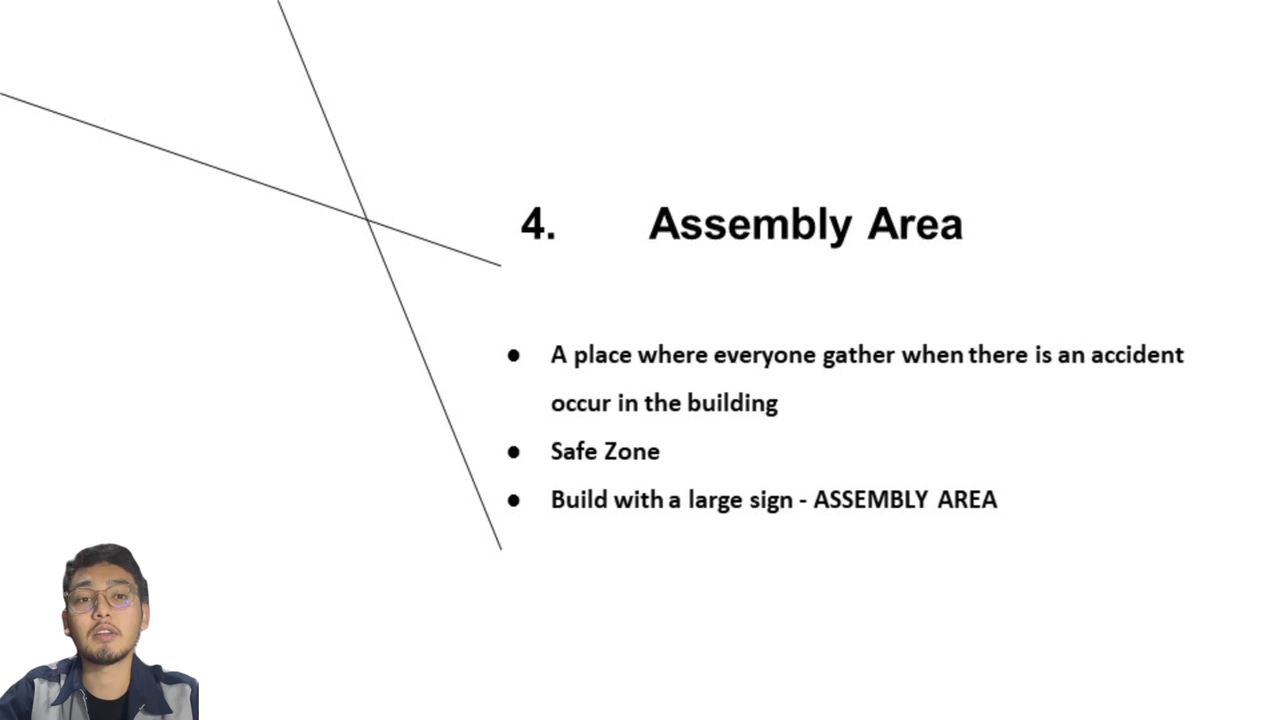 4. Assembly Area
● A place where everyone gather when there is an accident
occur in the building
● Safe Zone
● Build with a large sign - ASSEMBLY AREA